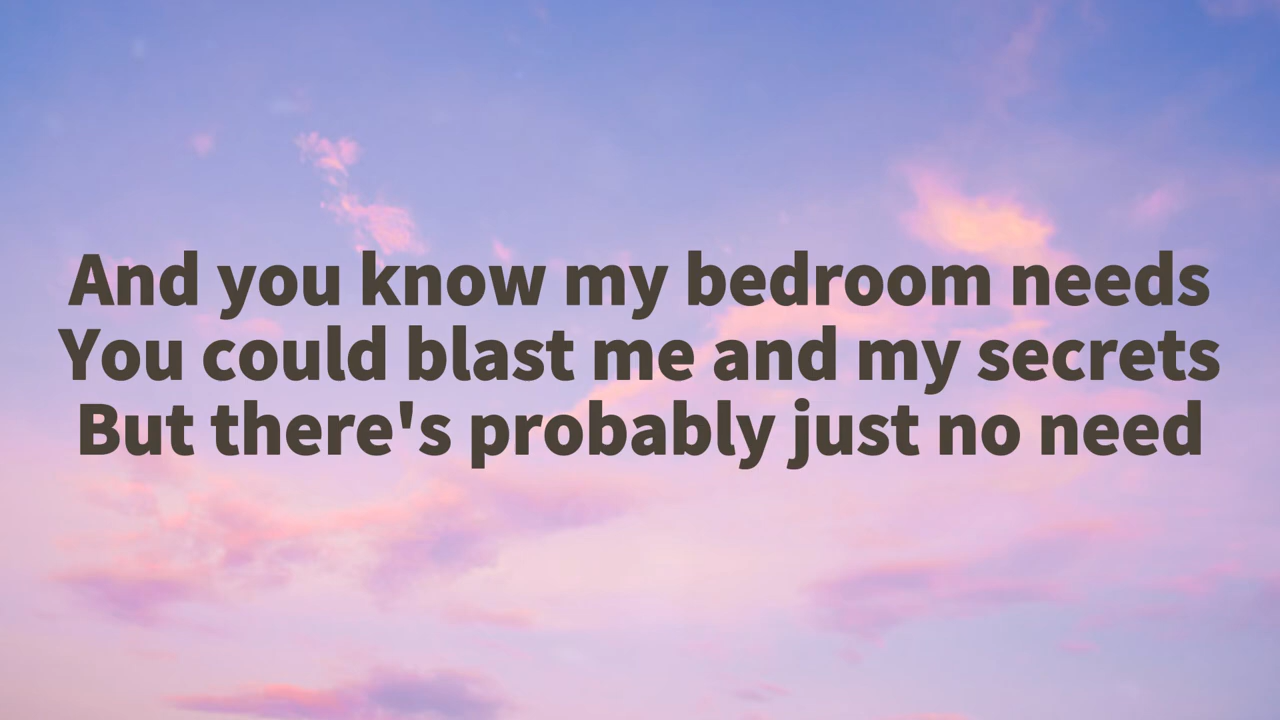 And you know my bedroom needs
You could blast me and my secrets
But there's probably just no need